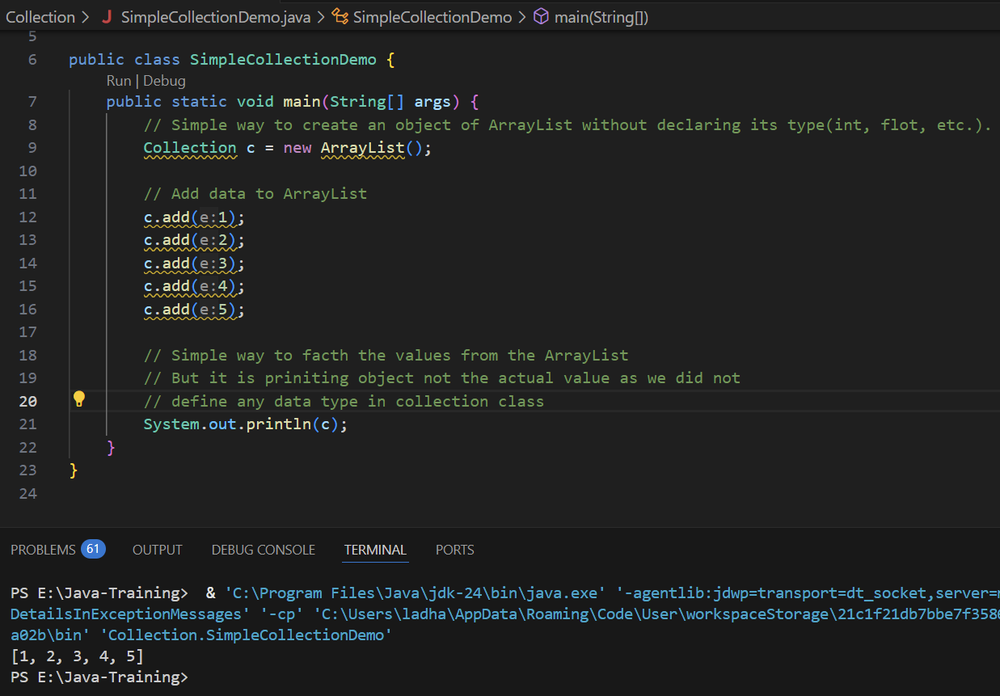 Collection > SimpleCollectionDemo.java > SimpleCollectionDemo > main(String[])
5
6 public class SimpleCollectionDemo {
Run | Debug
7 public static void main(String[] args) {
8 // Simple way to create an object of ArrayList without declaring its type(int, flot, etc.).
9 Collection c = new ArrayList();
10
11 // Add data to ArrayList
12 c.add(e:1);
13 c.add(e:2);
14 c.add(e:3);
15 c.add(e:4);
16 c.add(e:5);
17
18 // Simple way to facth the values from the ArrayList
19 // But it is priniting object not the actual value as we did not
20 // define any data type in collection class
21 System.out.println(c);
22 }
23 }
24
PROBLEMS 61 OUTPUT DEBUG CONSOLE TERMINAL PORTS
PS E:\Java-Training> & 'C:\Program Files\Java\jdk-24\bin\java.exe' '-agentlib:jdwp=transport=dt_socket,server=
DetailsInExceptionMessages' '-cp' 'C:\Users\ladha\AppData\Roaming\Code\User\workspaceStorage\21c1f21db7bbe7f358
a02b\bin' 'Collection.SimpleCollectionDemo'
[1, 2, 3, 4, 5]
PS E:\Java-Training>